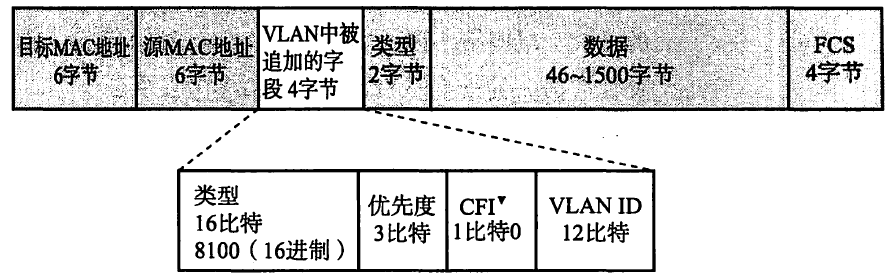 目标MAC地址
6字节
源MAC地址
6字节
VLAN中被
追加的字
段 4字节
类型
2字节
数据
46~1500字节
FCS
4字节
类型
16比特
8100（16进制）
优先度
3比特
CFI▼
1比特0
VLAN ID
12比特